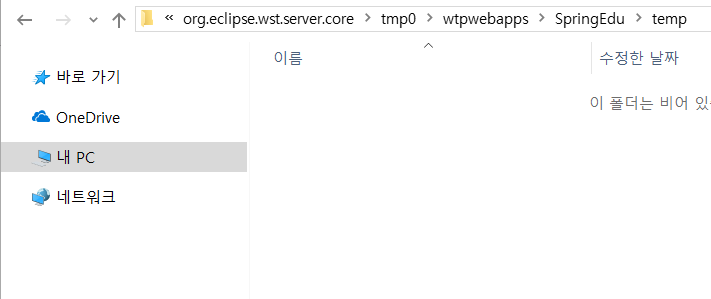 « org.eclipse.wst.server.core > tmp0 > wtpwebapps > SpringEdu > temp
이름 수정한 날짜
바로 가기
이 폴더는 비어
OneDrive
내 PC
네트워크